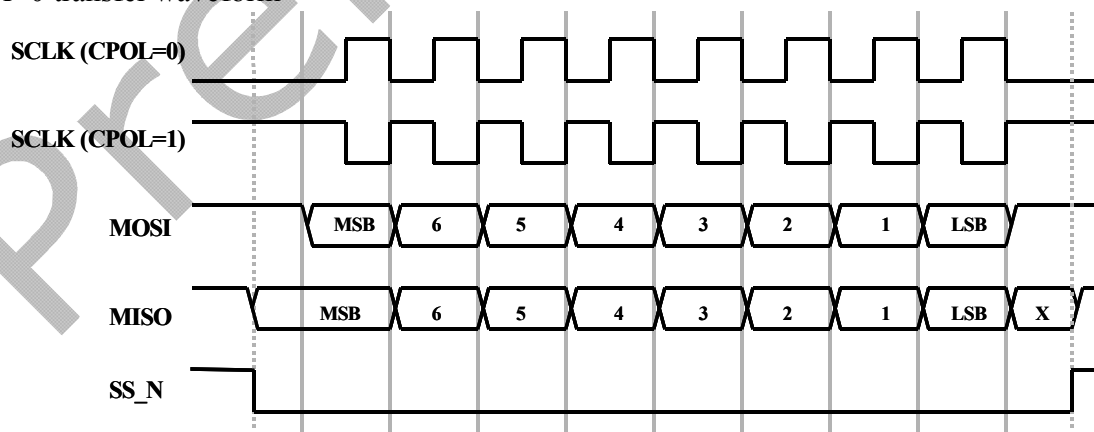 SCLK (CPOL=0)
SCLK (CPOL=1)
MOSI MSB 6 5 4 3 2 1 LSB
MISO MSB 6 5 4 3 2 1 LSB X
SS_N